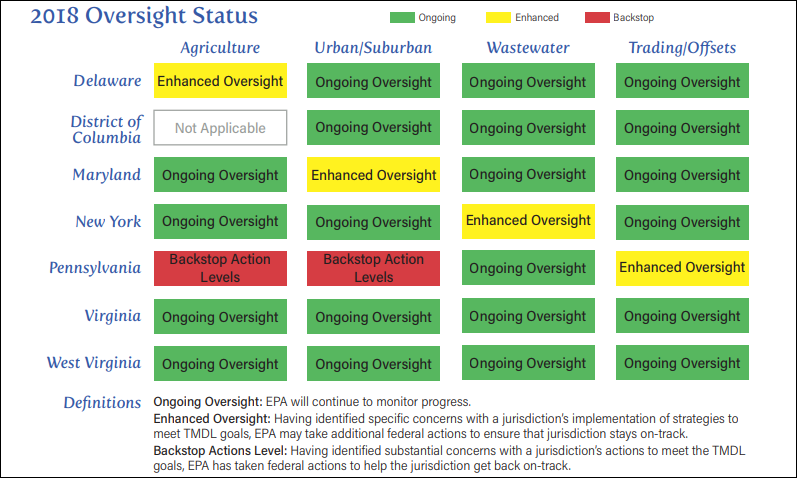 2018 Oversight Status
Ongoing Enhanced Backstop
Agriculture Urban/Suburban Wastewater Trading/Offsets
Delaware Enhanced Oversight Ongoing Oversight Ongoing Oversight Ongoing Oversight
District of
Columbia Not Applicable Ongoing Oversight Ongoing Oversight Ongoing Oversight
Maryland Ongoing Oversight Enhanced Oversight Ongoing Oversight Ongoing Oversight
New York Ongoing Oversight Ongoing Oversight Enhanced Oversight Ongoing Oversight
Pennsylvania Backstop Action Levels Backstop Action Levels Ongoing Oversight Enhanced Oversight
Virginia Ongoing Oversight Ongoing Oversight Ongoing Oversight Ongoing Oversight
West Virginia Ongoing Oversight Ongoing Oversight Ongoing Oversight Ongoing Oversight
Definitions Ongoing Oversight: EPA will continue to monitor progress.
Enhanced Oversight: Having identified specific concerns with a jurisdiction's implementation of strategies to
meet TMDL goals, EPA may take additional federal actions to ensure that jurisdiction stays on-track.
Backstop Actions Level: Having identified substantial concerns with a jurisdiction's actions to meet the TMDL
goals, EPA has taken federal actions to help the jurisdiction get back on-track.